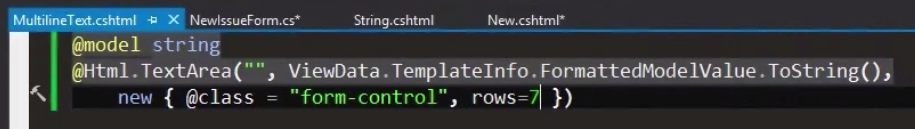 MutilineText.cshtml NewIssueForm.cs* String.cshtml New.cshtml*
@model string
@Html.TextArea("", ViewData.TemplateInfo.FormattedModelValue.ToString(),
new { @class = "form-control", rows=7 })